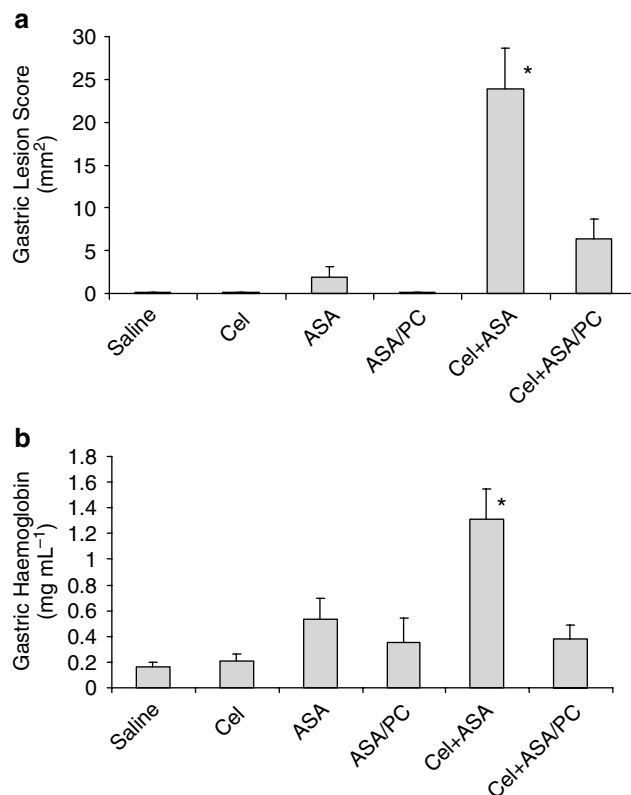 a
Gastric Lesion Score
(mm²)
30
25
20
15
10
5
0
*
Saline
Cel
ASA
ASA/PC
Cel+ASA
Cel+ASA/PC
b
Gastric Haemoglobin
(mg mL⁻¹)
1.8
1.6
1.4
1.2
1
0.8
0.6
0.4
0.2
0
*
Saline
Cel
ASA
ASA/PC
Cel+ASA
Cel+ASA/PC